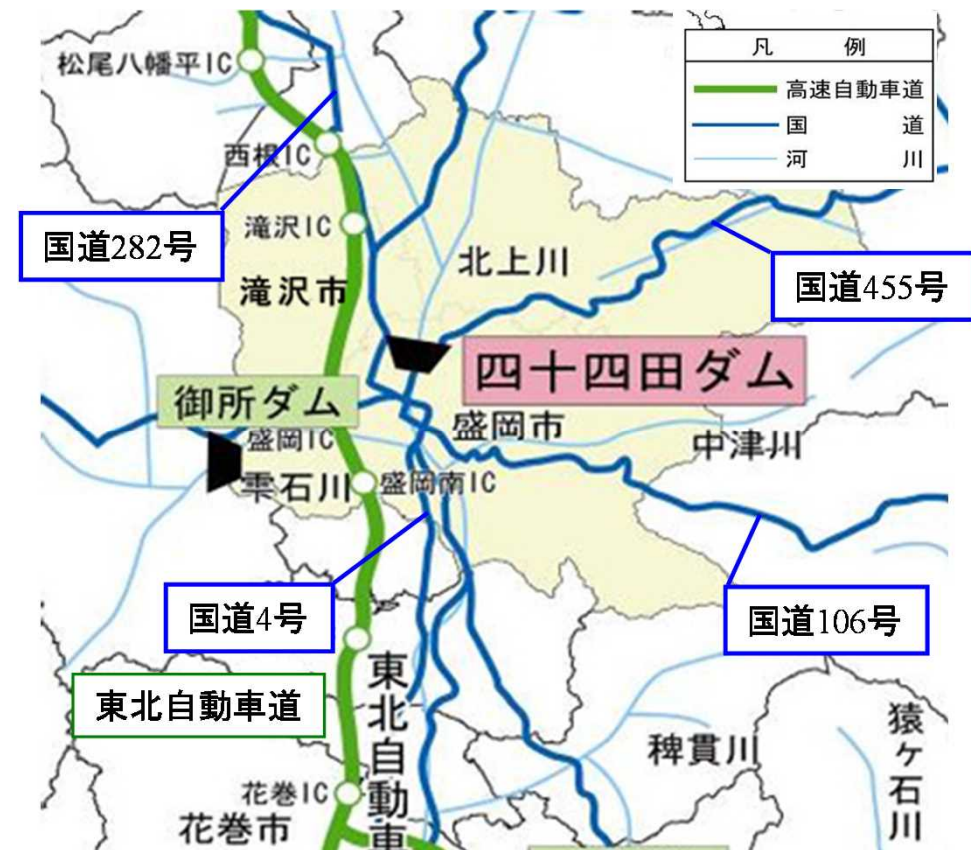 凡 例
高速自動車道
国 道
河 川
松尾八幡平IC
西根IC
国道282号
滝沢IC
北上川
国道455号
滝沢市
四十四田ダム
御所ダム
盛岡市
盛岡IC
中津川
雫石川
盛岡南IC
国道4号
国道106号
東北自動車道
東北自動車
稗貫川
猿ヶ石川
花巻IC
花巻市